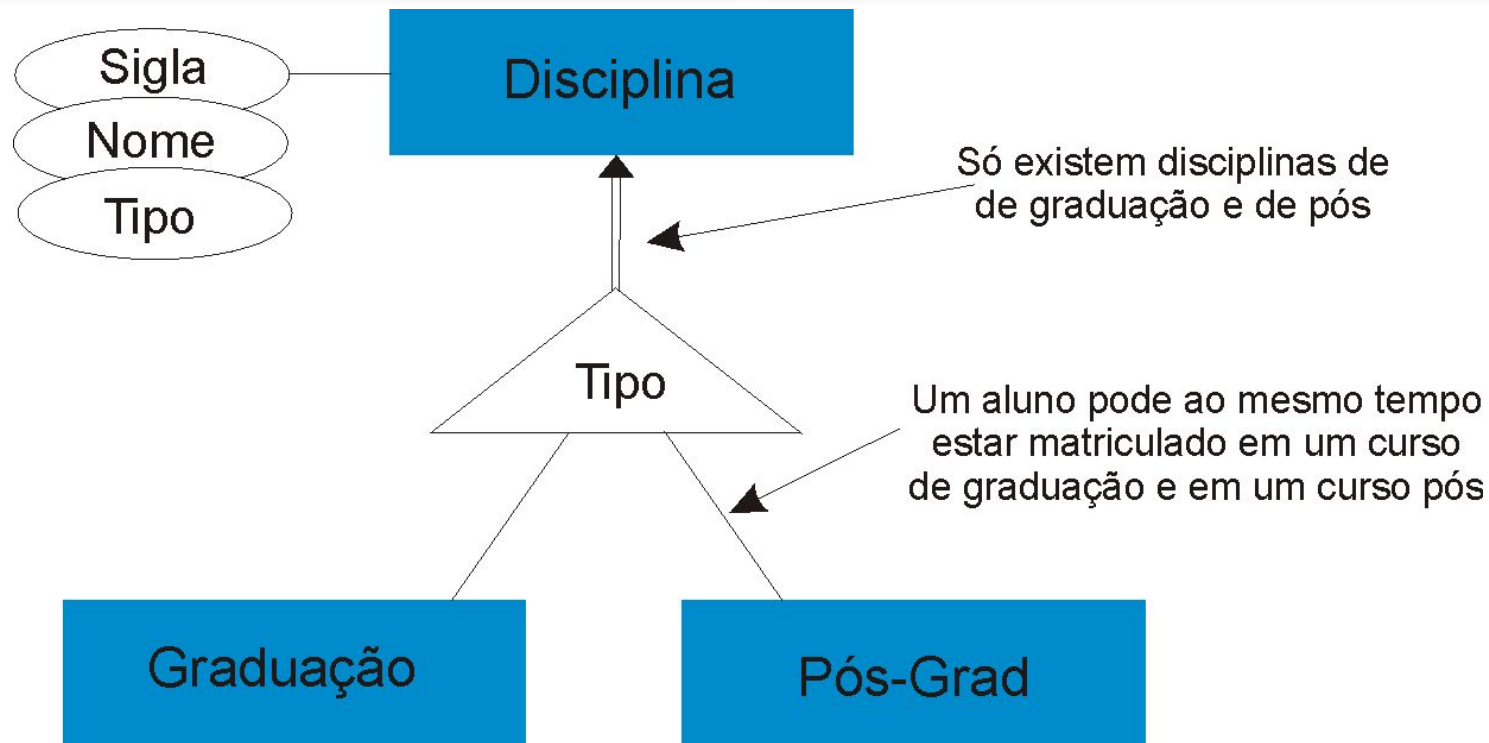 Sigla
Nome
Tipo
Disciplina
Só existem disciplinas de
de graduação e de pós
Tipo
Um aluno pode ao mesmo tempo
estar matriculado em um curso
de graduação e em um curso pós
Graduação
Pós-Grad